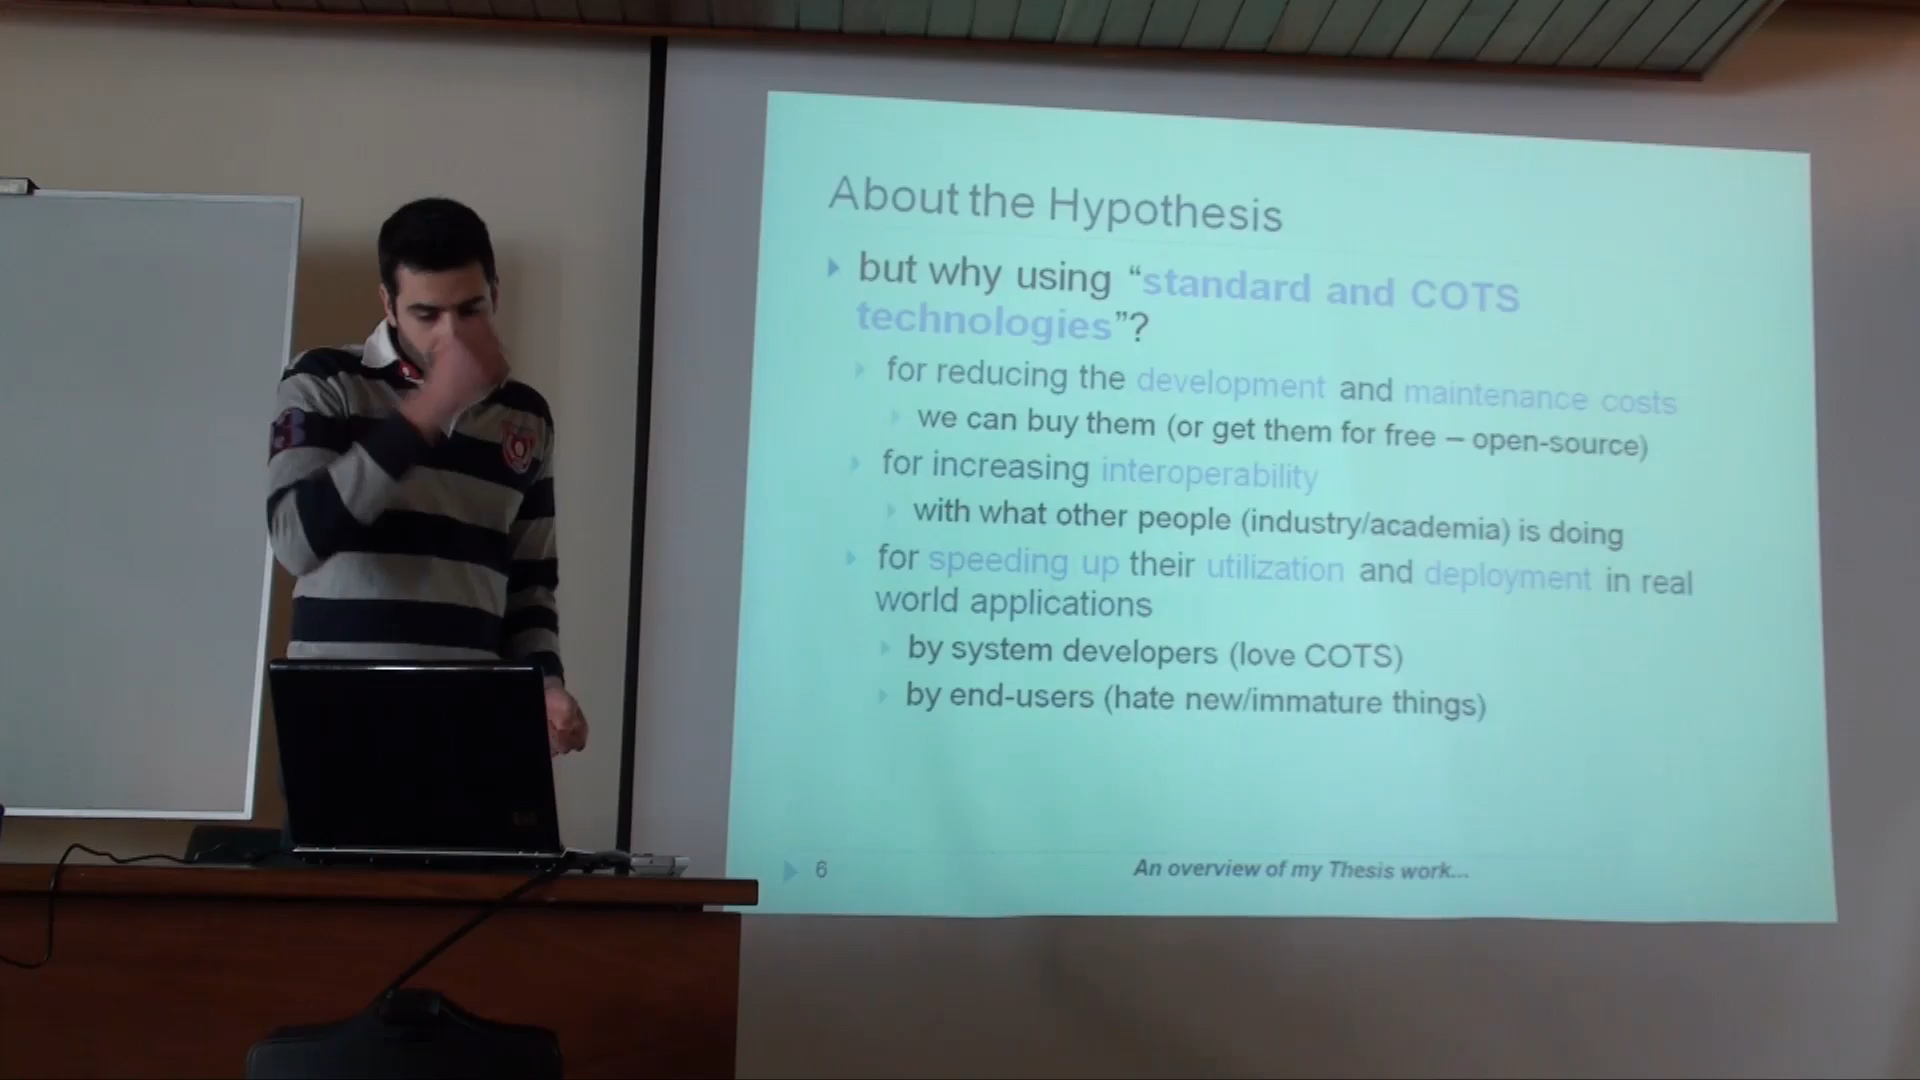 About the Hypothesis
but why using “standard and COTS
technologies”?
for reducing the development and maintenance costs
we can buy them (or get them for free – open-source)
for increasing interoperability
with what other people (industry/academia) is doing
for speeding up their utilization and deployment in real
world applications
by system developers (love COTS)
by end-users (hate new/immature things)
6
An overview of my Thesis work...